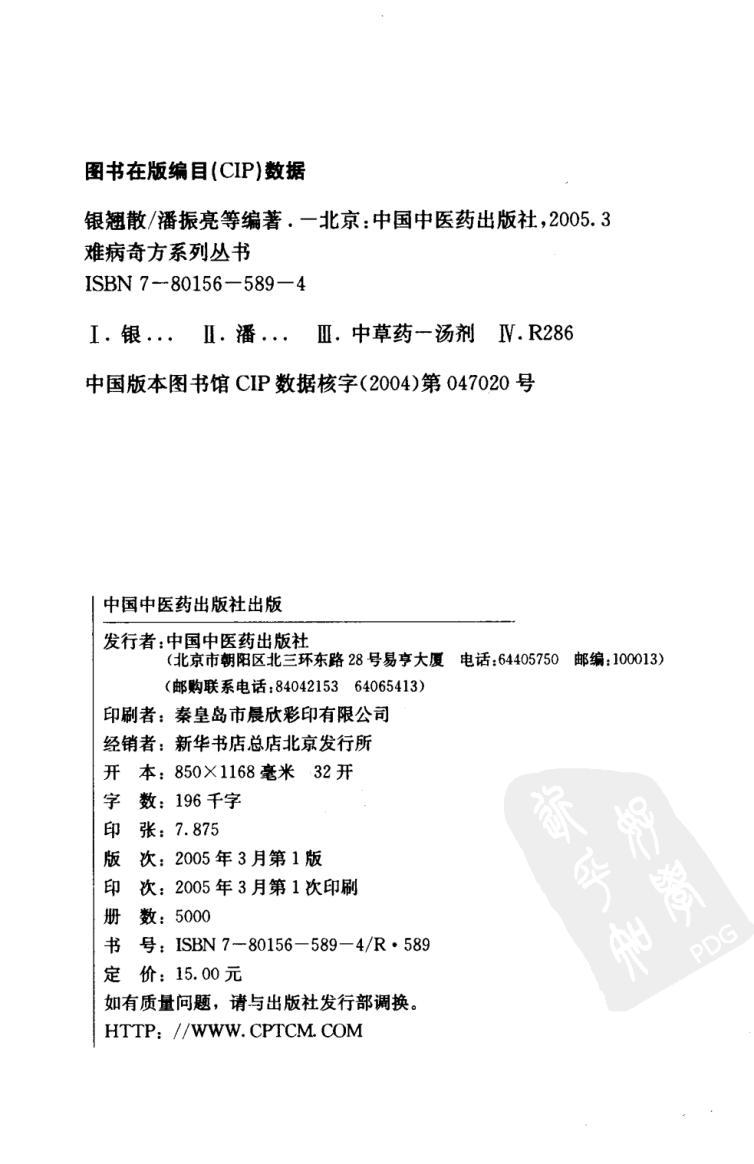 图书在版编目(CIP)数据
银翘散/潘振亮等编著.—北京:中国中医药出版社,2005.3
难病奇方系列丛书
ISBN 7—80156—589—4
Ⅰ.银... Ⅱ.潘... Ⅲ.中草药—汤剂 Ⅳ.R286
中国版本图书馆 CIP 数据核字(2004)第 047020 号
中国中医药出版社出版
发行者:中国中医药出版社
(北京市朝阳区北三环东路 28 号易亨大厦 电话:64405750 邮编:100013)
(邮购联系电话:84042153 64065413)
印刷者:秦皇岛市晨欣彩印有限公司
经销者:新华书店总店北京发行所
开 本:850×1168 毫米 32 开
字 数:196 千字
印 张:7.875
版 次:2005 年 3 月第 1 版
印 次:2005 年 3 月第 1 次印刷
册 数:5000
书 号:ISBN 7—80156—589—4/R·589
定 价:15.00 元
如有质量问题,请与出版社发行部调换。
HTTP://WWW.CPTCM.COM
PDG